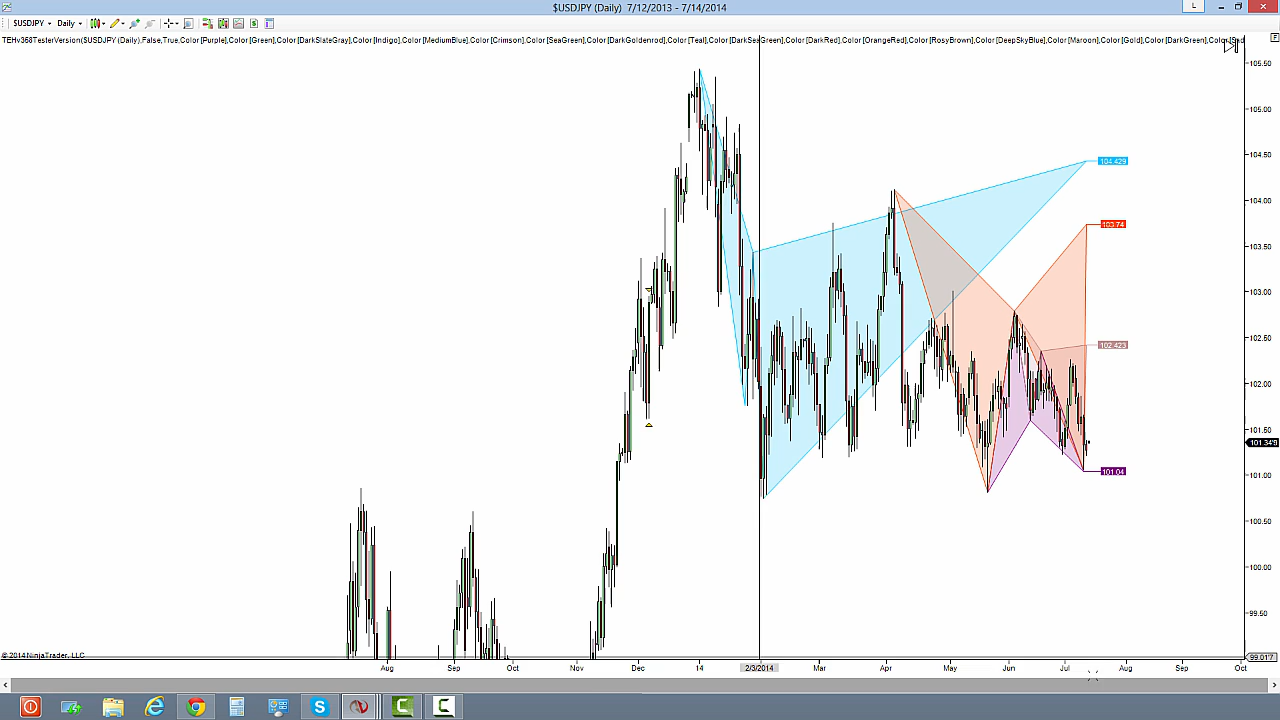 $USDJPY (Daily) 7/12/2013 - 7/14/2014
L
$USDJPY Daily
TEHv368TesterVersion($USDJPY (Daily),False,True,Color [Purple],Color [Green],Color [DarkSlateGray],Color [Indigo],Color [MediumBlue],Color [Crimson],Color [SeaGreen],Color [DarkGoldenrod],Color [Teal],Color [DarkSeaGreen],Color [DarkRed],Color [OrangeRed],Color [RosyBrown],Color [DeepSkyBlue],Color [Maroon],Color [Gold],Color [DarkGreen],Color
F
105.50
105.00
104.50
104.429
104.00
103.74
103.50
103.00
102.50
102.423
102.00
101.50
101.34'9
101.04
101.00
100.50
100.00
99.50
© 2014 NinjaTrader, LLC
99.01'7
Aug Sep Oct Nov Dec 14 2/3/2014 Mar Apr May Jun Jul Aug Sep Oct